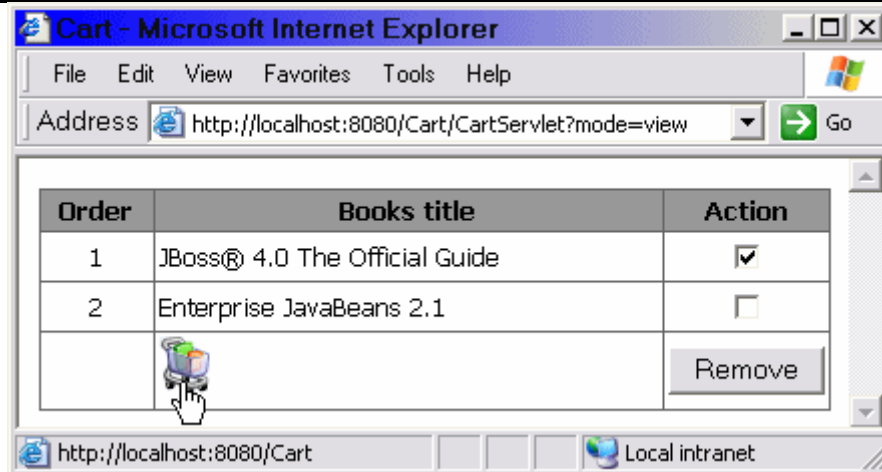 Cart - Microsoft Internet Explorer
File Edit View Favorites Tools Help
Address http://localhost:8080/Cart/CartServlet?mode=view Go
Order Books title Action
1 JBoss® 4.0 The Official Guide
2 Enterprise JavaBeans 2.1
Remove
http://localhost:8080/Cart Local intranet